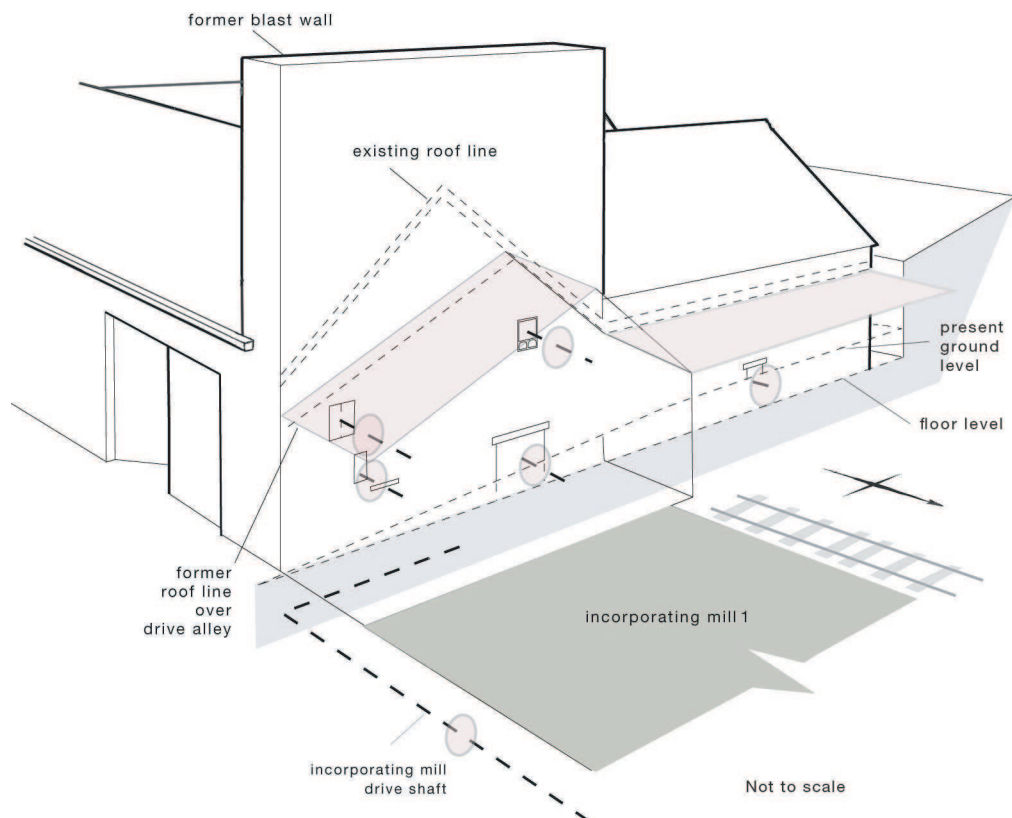 former blast wall
existing roof line
present
ground
level
floor level
former
roof line
over
drive alley
incorporating mill 1
incorporating mill
drive shaft
Not to scale